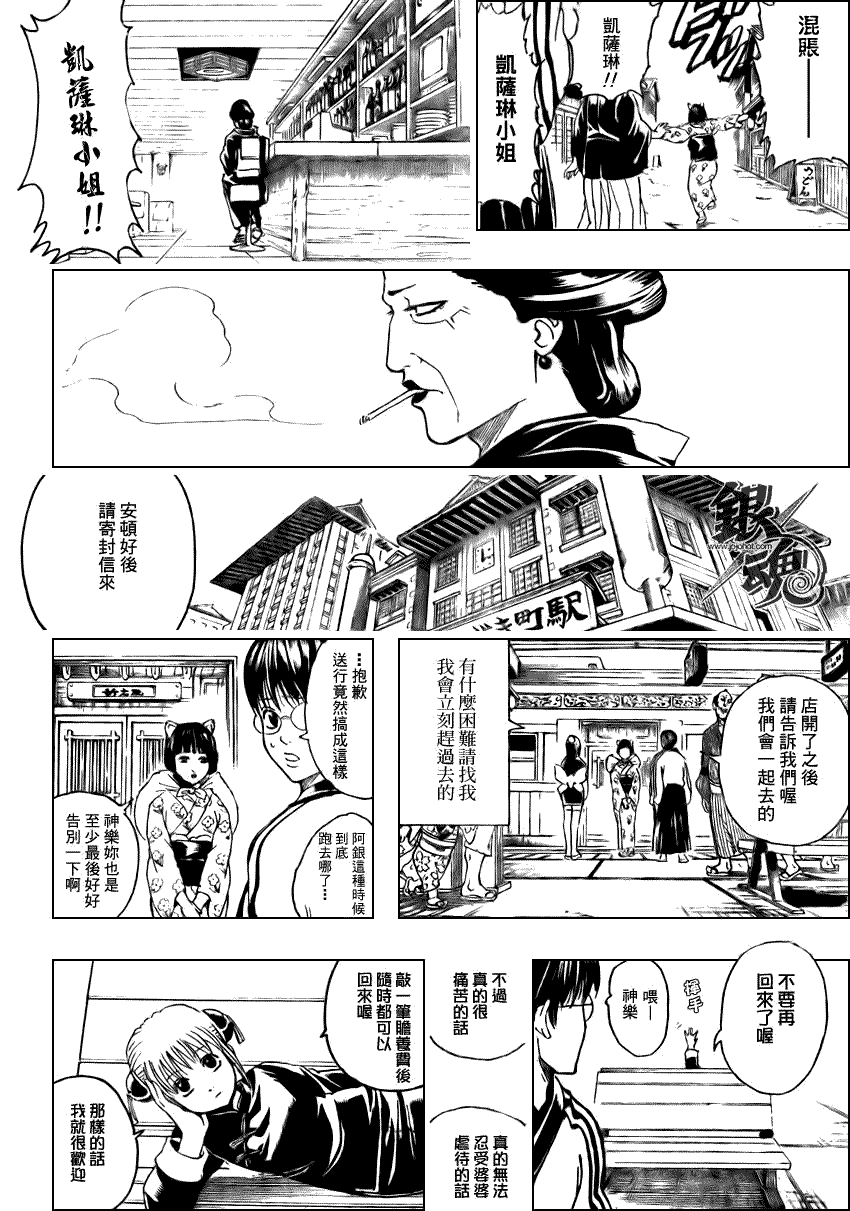 混賬——
凱薩琳!!
凱薩琳小姐
うどん
凱薩琳小姐!!
銀魂
www.jojohot.com
安頓好後
請寄封信來
町駅
店開了之後
請告訴我們喔
我們會一起去的
有什麼困難請找我
我會立刻趕過去的
…抱歉
送行竟然搞成這樣
阿銀這種時候
到底
跑去哪了…
神樂妳也是
至少最後好好
告別一下啊
不要再
回來了喔
揮手
喂—
神樂
不過
真的很
痛苦的話
真的無法
忍受婆婆
虐待的話
敲一筆贍養費後
隨時都可以
回來喔
那樣的話
我就很歡迎